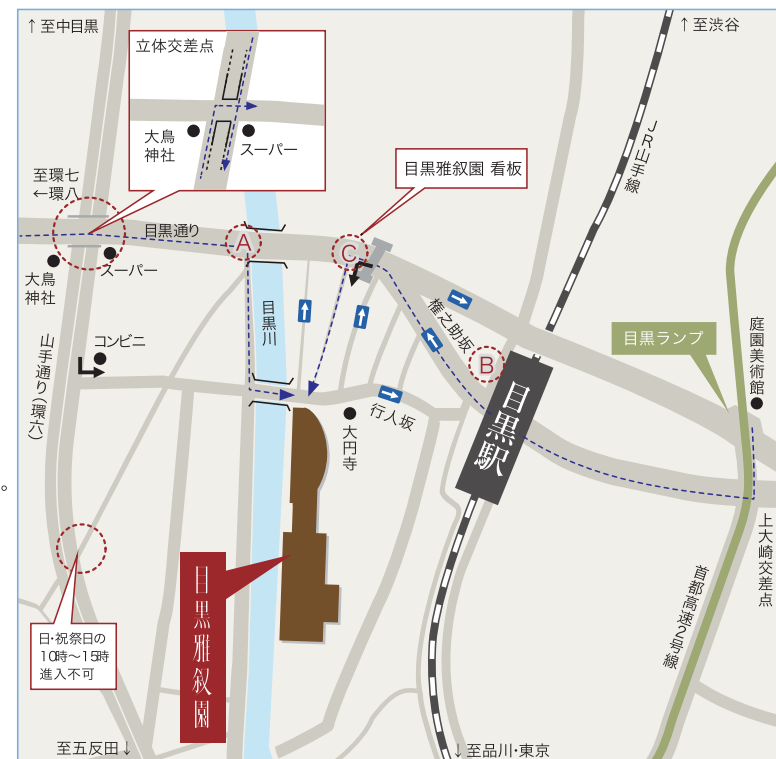 ↑至中目黒
立体交差点
大鳥
神社
スーパー
↑至渋谷
JR山手線
目黒雅叙園 看板
至環七
←環八
目黒通り
A
C
大鳥
神社
スーパー
目黒川
権之助坂
コンビニ
山手通り(環六)
B
目黒ランプ
庭園美術館
目黒駅
行人坂
大円寺
。
上大崎交差点
首都高速2号線
目黒雅叙園
日・祝祭日の
10時〜15時
進入不可
至五反田↓
↓至品川・東京